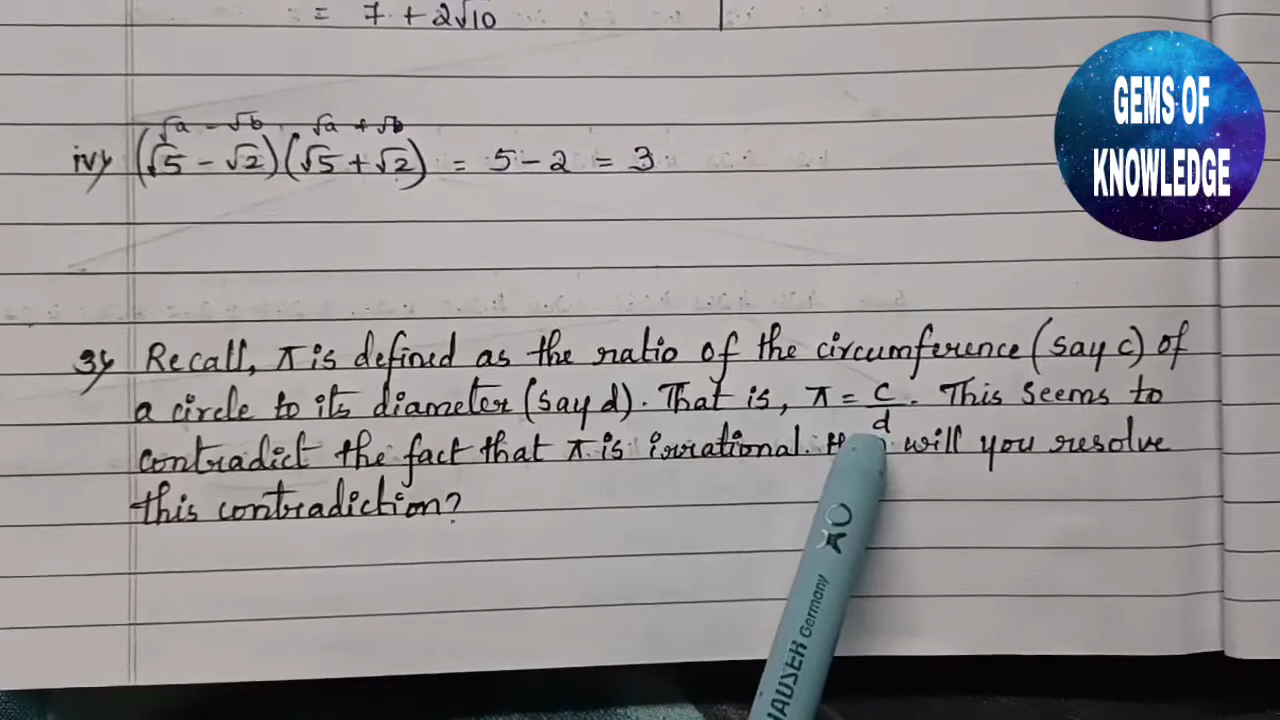 = 7 + 2√10
√a - √b √a + √b
iv) (√5 - √2)(√5 + √2) = 5 - 2 = 3
GEMS OF
KNOWLEDGE
3) Recall, π is defined as the ratio of the circumference (say c) of
a circle to its diameter (say d). That is, π = c/d. This seems to
contradict the fact that π is irrational. will you resolve
this contradiction?
XO
HAUSER Germany